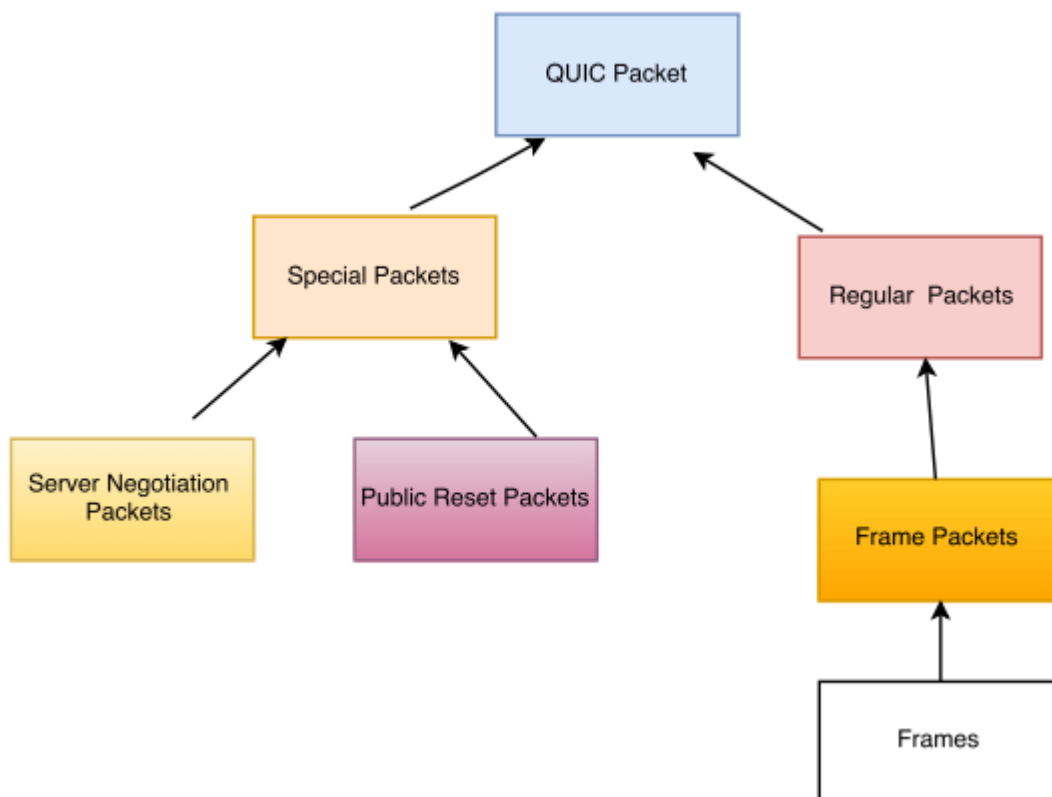 QUIC Packet
Special Packets
Regular Packets
Server Negotiation
Packets
Public Reset Packets
Frame Packets
Frames